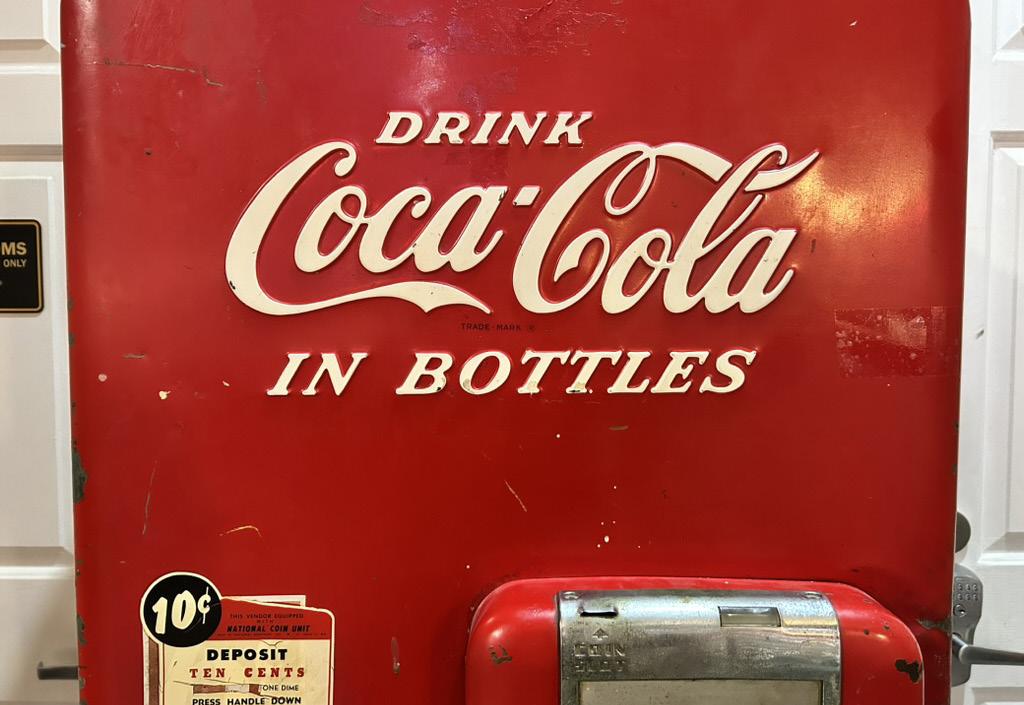 DRINK
Coca-Cola
TRADE-MARK ®
IN BOTTLES
MS
ONLY
10¢
THIS VENDOR EQUIPPED
WITH
NATIONAL COIN UNIT
DEPOSIT
TEN CENTS
ONE DIME
PRESS HANDLE DOWN
COIN
SLOT